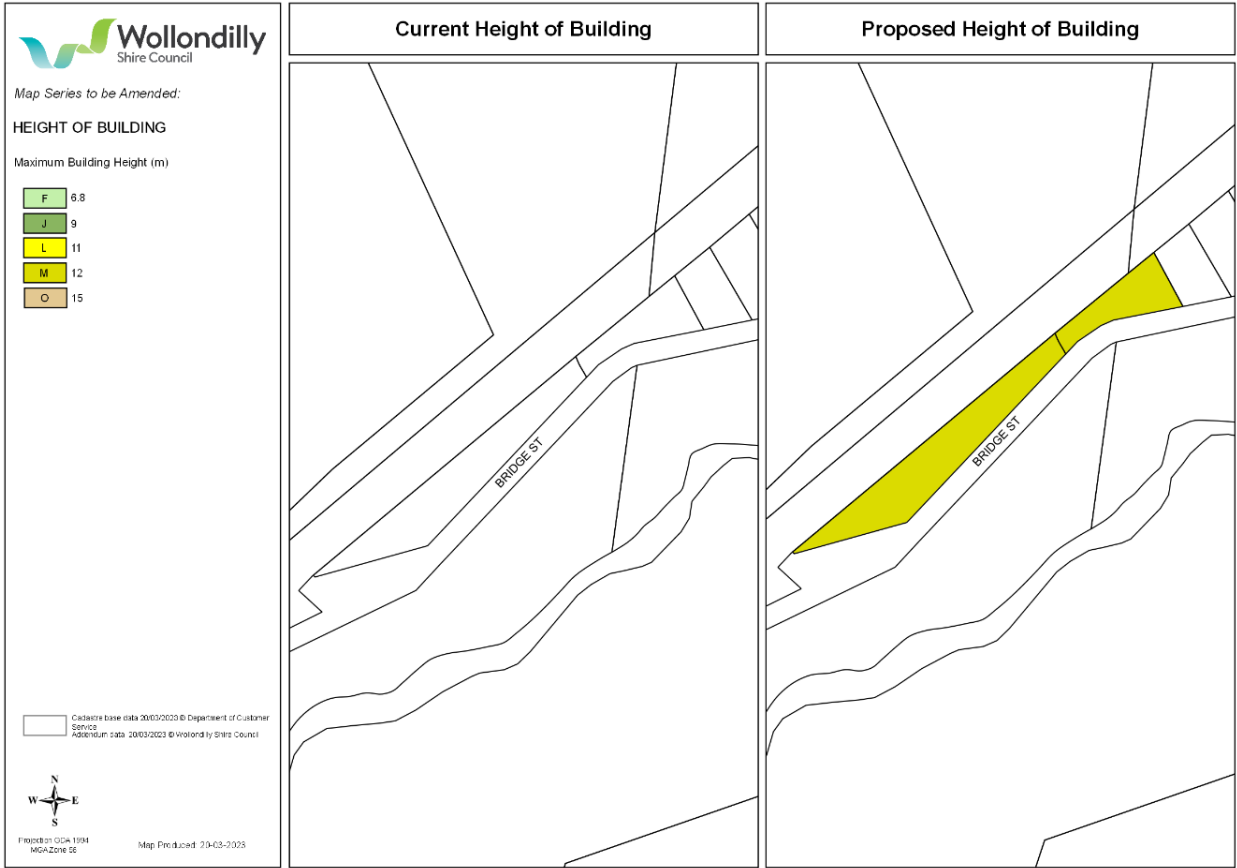 Wollondilly
Shire Council
Map Series to be Amended:
HEIGHT OF BUILDING
Maximum Building Height (m)
F 6.8
J 9
L 11
M 12
O 15
Cadastre base data 20/03/2023 © Department of Customer
Service
Addendum data 20/03/2023 © Wollondilly Shire Council
N
W E
S
Projection GDA 1994
MGAZone 56
Map Produced: 20-03-2023
Current Height of Building
BRIDGE ST
Proposed Height of Building
BRIDGE ST